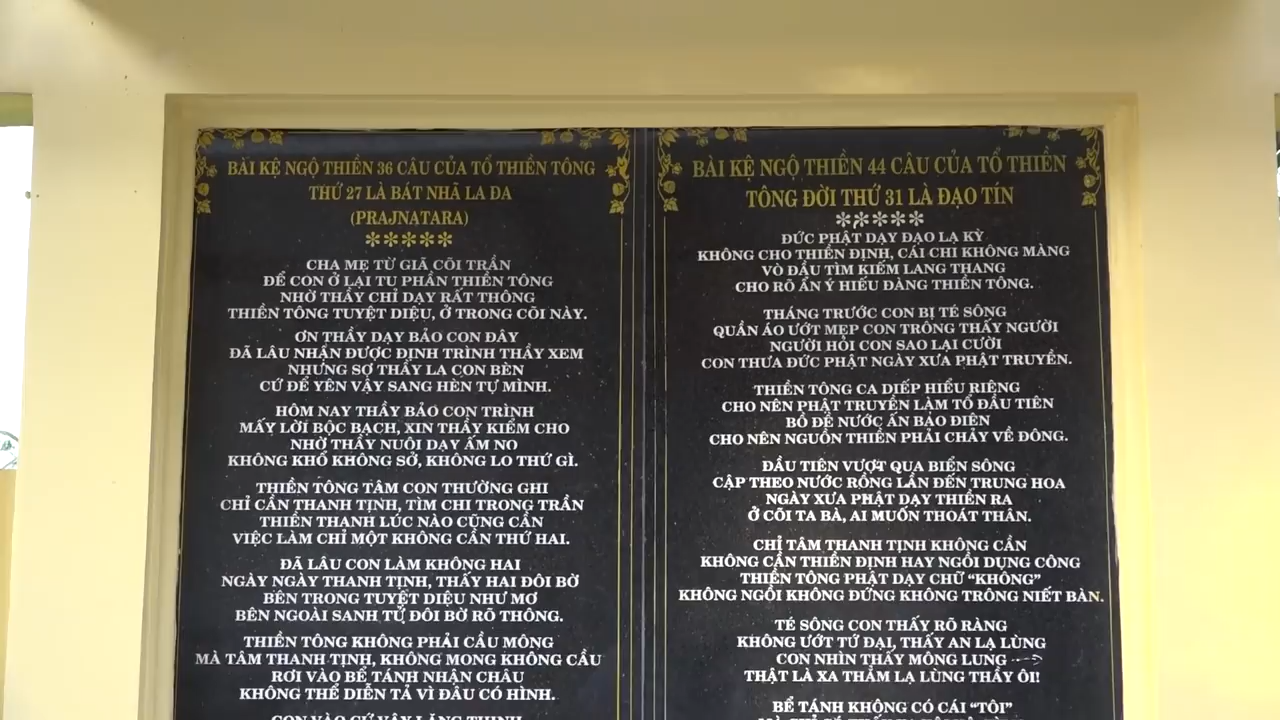 BÀI KỆ NGỘ THIỀN 36 CÂU CỦA TỔ THIỀN TÔNG
THỨ 27 LÀ BÁT NHÃ LA ĐA
(PRAJNATARA)
CHA MẸ TỪ GIÃ CÕI TRẦN
ĐỂ CON Ở LẠI TU PHẦN THIỀN TÔNG
NHỜ THẦY CHỈ DẠY RẤT THÔNG
THIỀN TÔNG TUYỆT DIỆU, Ở TRONG CÕI NÀY.
ƠN THẦY DẠY BẢO CON ĐÂY
ĐÃ LÂU NHẬN ĐƯỢC ĐỊNH TRÌNH THẦY XEM
NHƯNG SỢ THẦY LA CON BÈN
CỨ ĐỂ YÊN VẬY SANG HÈN TỰ MÌNH.
HÔM NAY THẦY BẢO CON TRÌNH
MẤY LỜI BỘC BẠCH, XIN THẦY KIỂM CHO
NHỜ THẦY NUÔI DẠY ẤM NO
KHÔNG KHỔ KHÔNG SỞ, KHÔNG LO THỨ GÌ.
THIỀN TÔNG TÂM CON THƯỜNG GHI
CHỈ CẦN THANH TỊNH, TÌM CHI TRONG TRẦN
THIỀN THANH LÚC NÀO CŨNG CẦN
VIỆC LÀM CHỈ MỘT KHÔNG CẦN THỨ HAI.
ĐÃ LÂU CON LÀM KHÔNG HAI
NGÀY NGÀY THANH TỊNH, THẤY HAI ĐÔI BỜ
BÊN TRONG TUYỆT DIỆU NHƯ MƠ
BÊN NGOÀI SANH TỬ ĐÔI BỜ RÕ THÔNG.
THIỀN TÔNG KHÔNG PHẢI CẦU MÔNG
MÀ TÂM THANH TỊNH, KHÔNG MONG KHÔNG CẦU
RƠI VÀO BỂ TÁNH NHẬN CHÂU
KHÔNG THỂ DIỄN TẢ VÌ ĐÂU CÓ HÌNH.
CON VÀO CỨ VẬY LẶNG THINH
BÀI KỆ NGỘ THIỀN 44 CÂU CỦA TỔ THIỀN
TÔNG ĐỜI THỨ 31 LÀ ĐẠO TÍN
ĐỨC PHẬT DẠY ĐẠO LẠ KỲ
KHÔNG CHO THIỀN ĐỊNH, CÁI CHI KHÔNG MÀNG
VÒ ĐẦU TÌM KIẾM LANG THANG
CHO RÕ ẨN Ý HIỂU ĐÀNG THIỀN TÔNG.
THÁNG TRƯỚC CON BỊ TÉ SÔNG
QUẦN ÁO ƯỚT MẸP CON TRÔNG THẤY NGƯỜI
NGƯỜI HỎI CON SAO LẠI CƯỜI
CON THƯA ĐỨC PHẬT NGÀY XƯA PHẬT TRUYỀN.
THIỀN TÔNG CA DIẾP HIỂU RIÊNG
CHO NÊN PHẬT TRUYỀN LÀM TỔ ĐẦU TIÊN
BỒ ĐỀ NƯỚC ẤN BẢO ĐIÊN
CHO NÊN NGUỒN THIỀN PHẢI CHẢY VỀ ĐÔNG.
ĐẦU TIÊN VƯỢT QUA BIỂN SÔNG
CẬP THEO NƯỚC RỒNG LẦN ĐẾN TRUNG HOA
NGÀY XƯA PHẬT DẠY THIỀN RA
Ở CÕI TA BÀ, AI MUỐN THOÁT THÂN.
CHỈ TÂM THANH TỊNH KHÔNG CẦN
KHÔNG CẦN THIỀN ĐỊNH HAY NGỒI DỤNG CÔNG
THIỀN TÔNG PHẬT DẠY CHỮ “KHÔNG”
KHÔNG NGỒI KHÔNG ĐỨNG KHÔNG TRÔNG NIẾT BÀN.
TÉ SÔNG CON THẤY RÕ RÀNG
KHÔNG ƯỚT TỨ ĐẠI, THẤY AN LẠ LÙNG
CON NHÌN THẤY MÔNG LUNG
THẬT LÀ XA THẲM LẠ LÙNG THẦY ÔI!
BỂ TÁNH KHÔNG CÓ CÁI “TÔI”